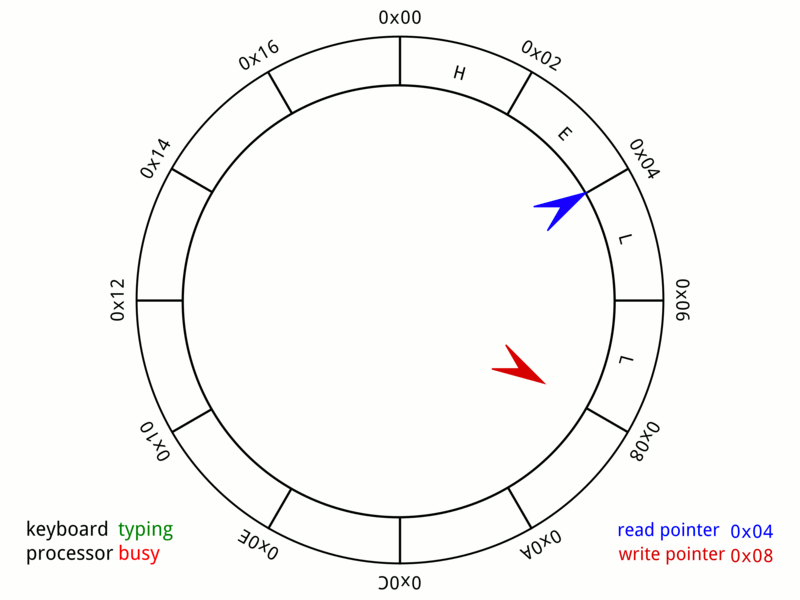 0x00
0x02
0x04
0x06
0x08
0x0A
0x0C
0x0E
0x10
0x12
0x14
0x16
H
E
L
L
keyboard typing
processor busy
read pointer 0x04
write pointer 0x08